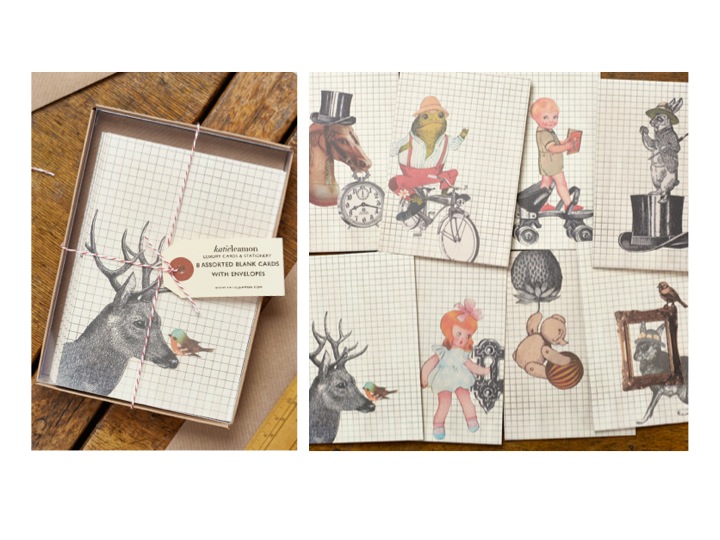 katieleamon
LUXURY CARDS & STATIONERY
8 ASSORTED BLANK CARDS
WITH ENVELOPES